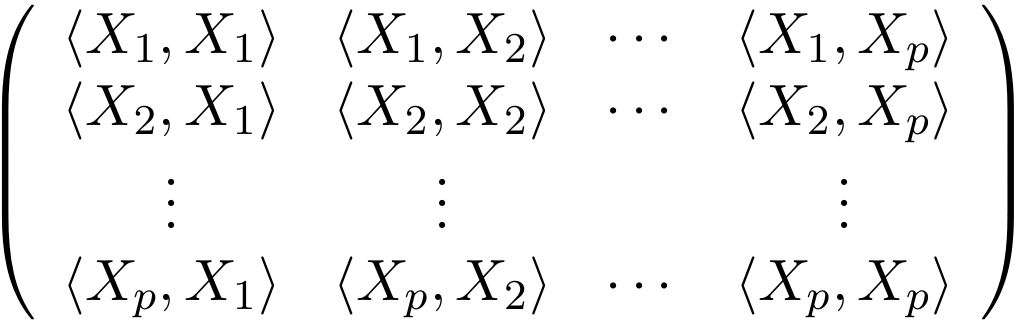 ⟨X₁, X₁⟩ ⟨X₁, X₂⟩ ⋯ ⟨X₁, Xₚ⟩
⟨X₂, X₁⟩ ⟨X₂, X₂⟩ ⋯ ⟨X₂, Xₚ⟩
⋮ ⋮ ⋮
⟨Xₚ, X₁⟩ ⟨Xₚ, X₂⟩ ⋯ ⟨Xₚ, Xₚ⟩